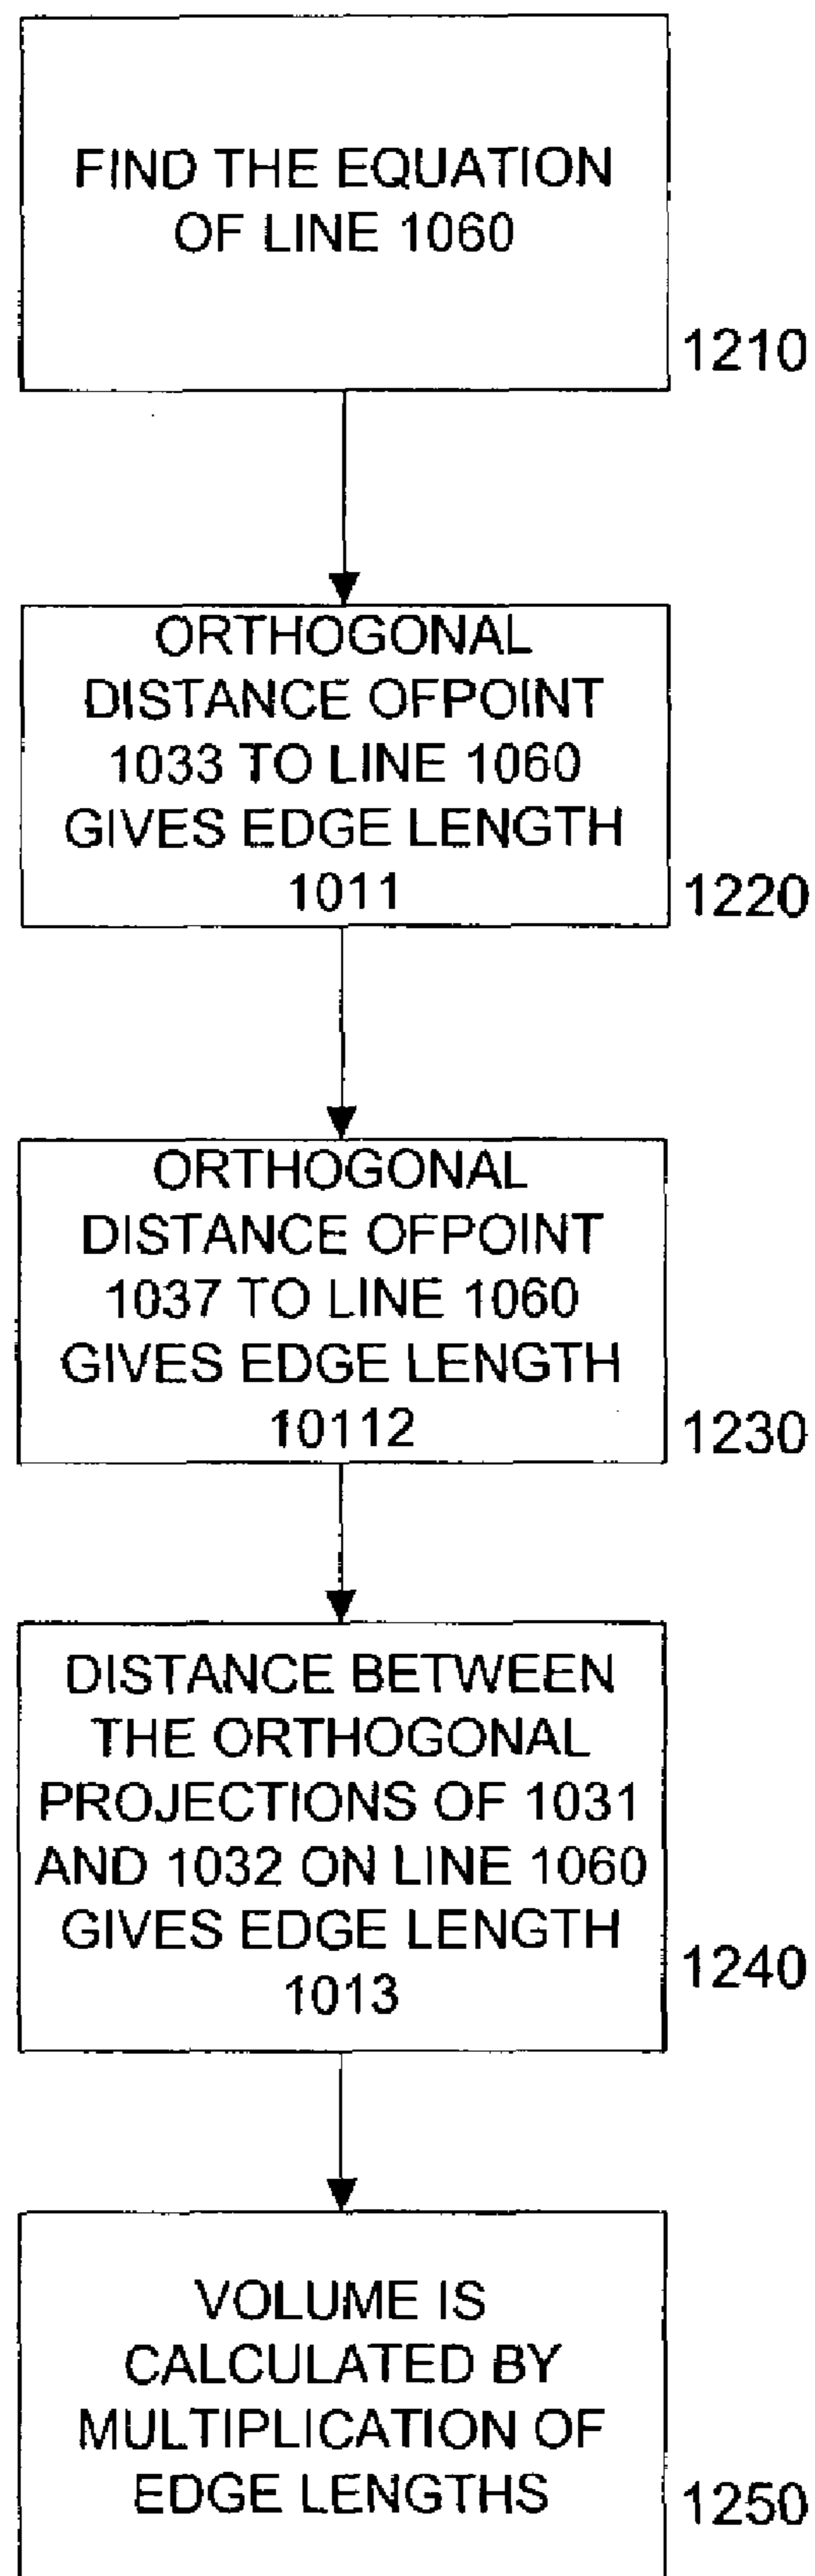 FIND THE EQUATION
OF LINE 1060
1210
ORTHOGONAL
DISTANCE OFPOINT
1033 TO LINE 1060
GIVES EDGE LENGTH
1011
1220
ORTHOGONAL
DISTANCE OFPOINT
1037 TO LINE 1060
GIVES EDGE LENGTH
10112
1230
DISTANCE BETWEEN
THE ORTHOGONAL
PROJECTIONS OF 1031
AND 1032 ON LINE 1060
GIVES EDGE LENGTH
1013
1240
VOLUME IS
CALCULATED BY
MULTIPLICATION OF
EDGE LENGTHS
1250